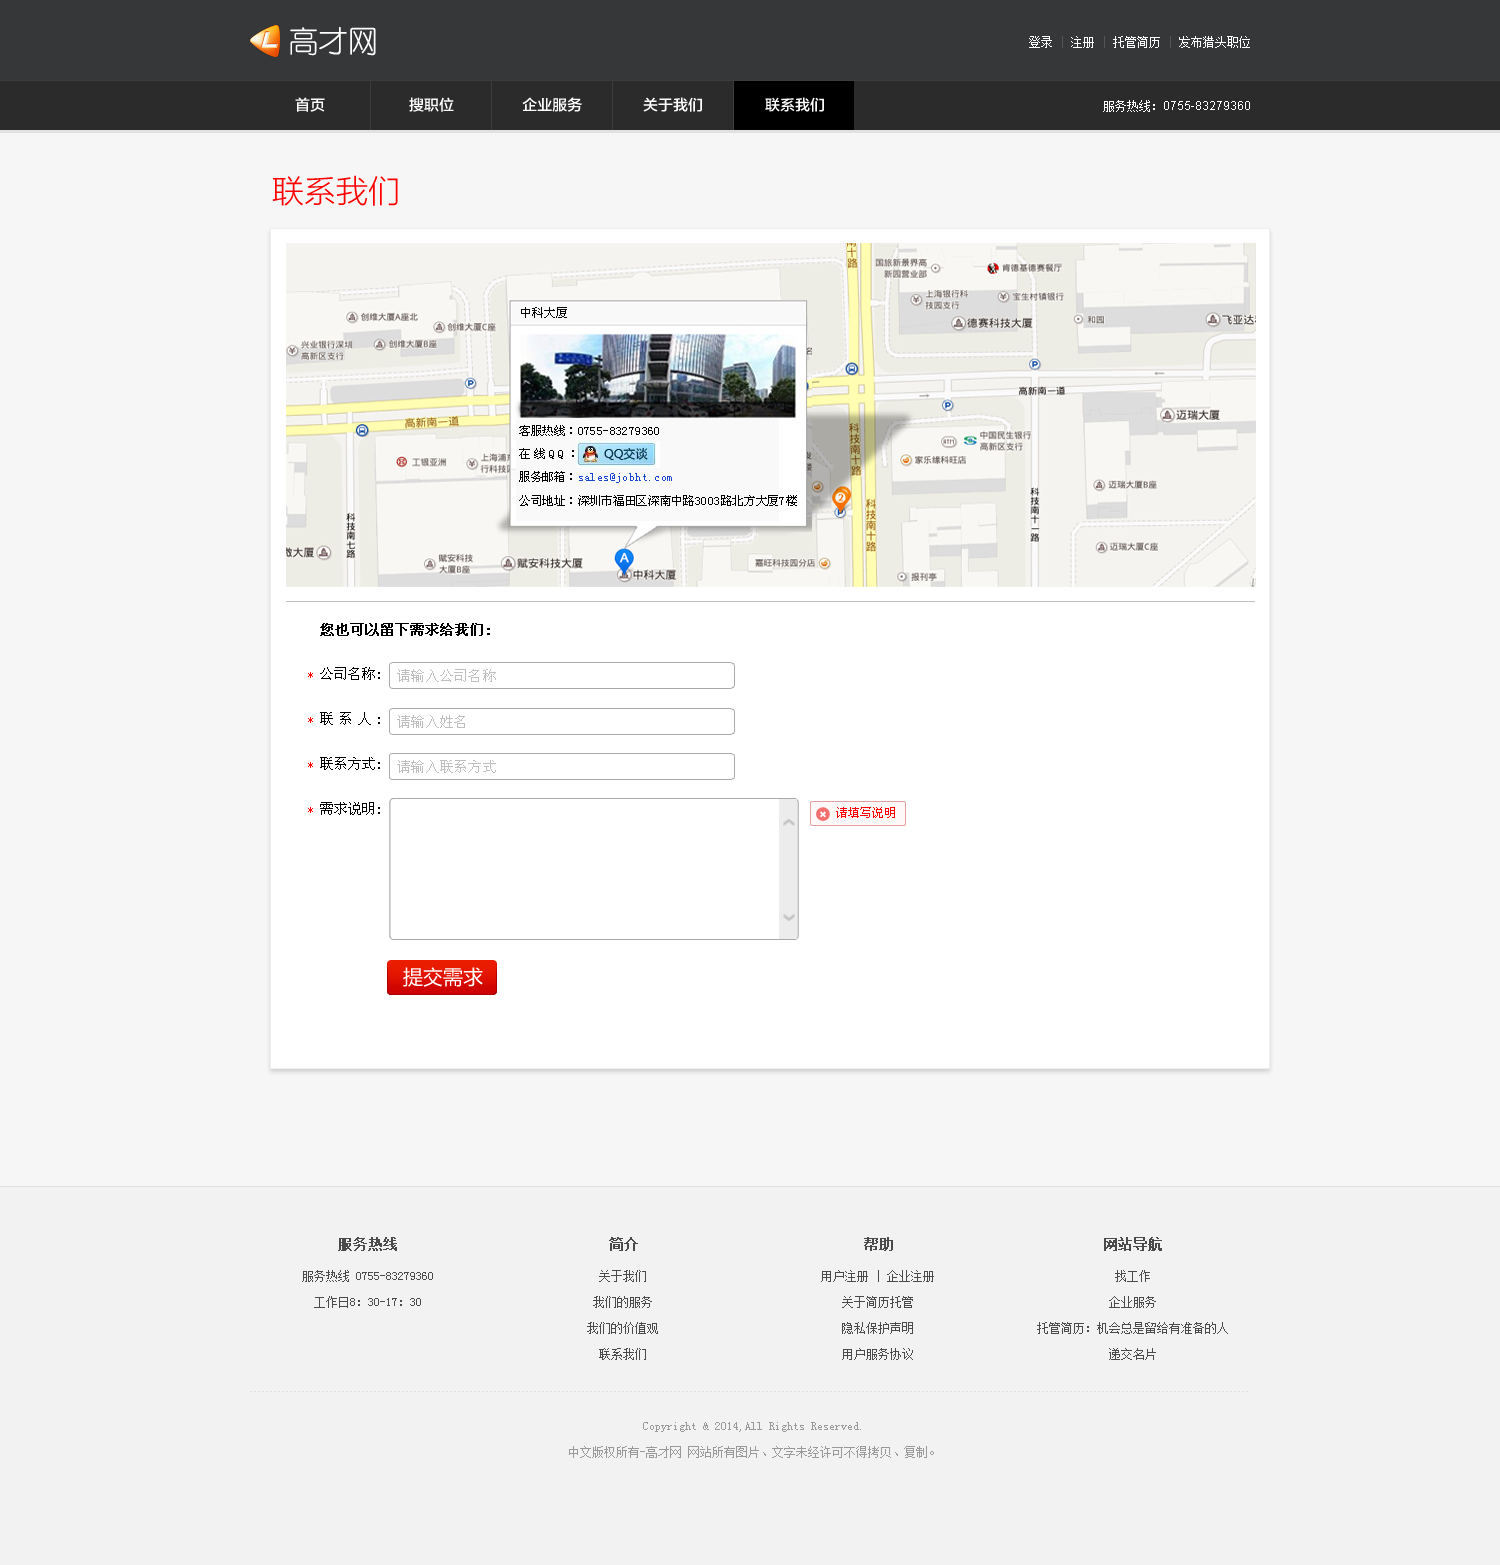 高才网
登录 | 注册 | 托管简历 | 发布猎头职位
首页 搜职位 企业服务 关于我们 联系我们
服务热线：0755-83279360
联系我们
南十路
国旅新景界高
新园营业部
肯德基德赛餐厅
上海银行科
技园支行
宝生村镇银行
创维大厦A座北
创维大厦C座
德赛科技大厦
和园
飞亚达
兴业银行深圳
高新区支行
创维大厦B座
中科大厦
高新南一道
高新南一道
迈瑞大厦
客服热线：0755-83279360
在 线 Q Q ：QQ交谈
服务邮箱：sales@jobht.com
公司地址：深圳市福田区深南中路3003路北方大厦7楼
科技南十路
中国民生银行
高新区支行
家乐缘科旺店
工银亚洲
上海浦
行科技
迈瑞大厦B座
科技南七路
科技南十路
科技南十一路
大厦
赋安科技
大厦B座
赋安科技大厦
A
中科大厦
嘉旺科技园分店
迈瑞大厦C座
报刊亭
您也可以留下需求给我们：
* 公司名称： 请输入公司名称
* 联 系 人 ： 请输入姓名
* 联系方式： 请输入联系方式
* 需求说明： 请填写说明
提交需求
服务热线 简介 帮助 网站导航
服务热线 0755-83279360 关于我们 用户注册 | 企业注册 找工作
工作日8：30-17：30 我们的服务 关于简历托管 企业服务
我们的价值观 隐私保护声明 托管简历：机会总是留给有准备的人
联系我们 用户服务协议 递交名片
Copyright @ 2014,All Rights Reserved.
中文版权所有-高才网 网站所有图片、文字未经许可不得拷贝、复制。